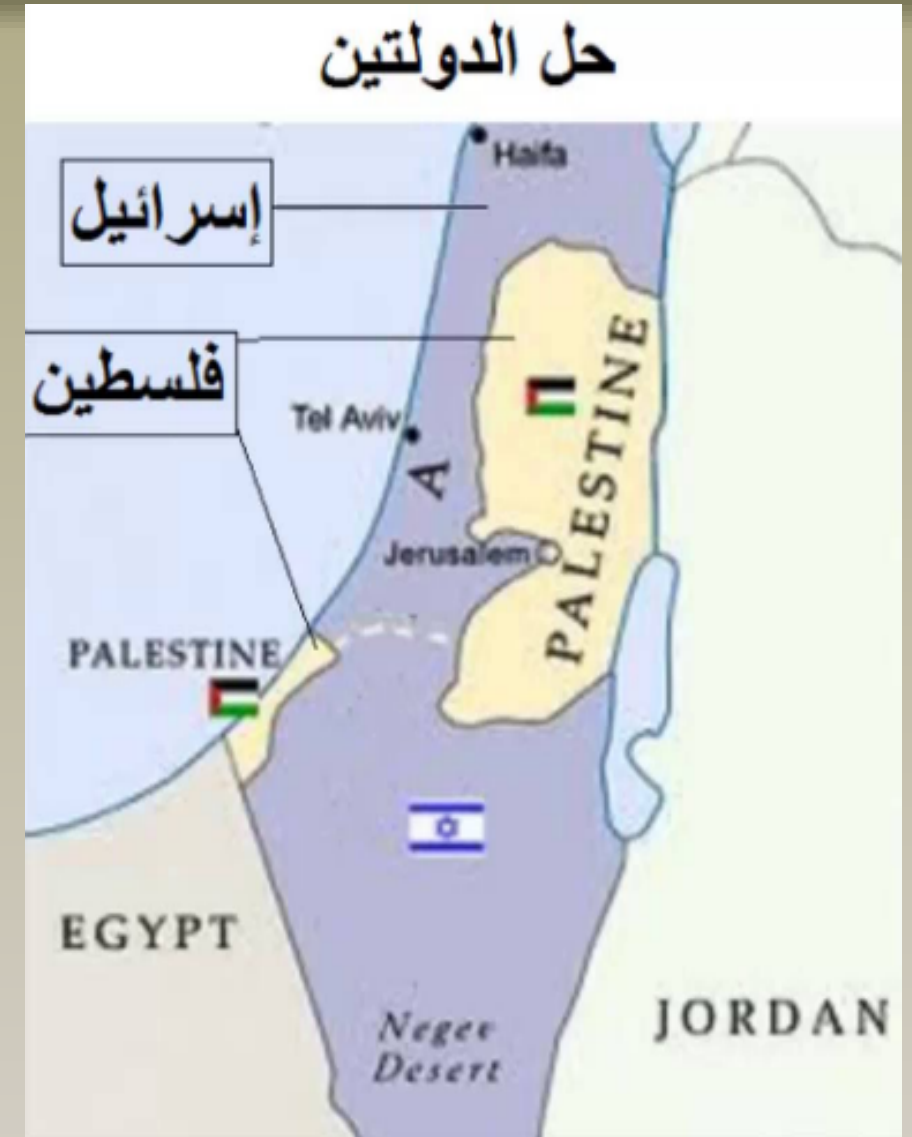 حل الدولتين
Haifa
إسرائيل
PALESTINE
فلسطين
Tel Aviv
A
Jerusalem
PALESTINE
EGYPT
JORDAN
Negev
Desert